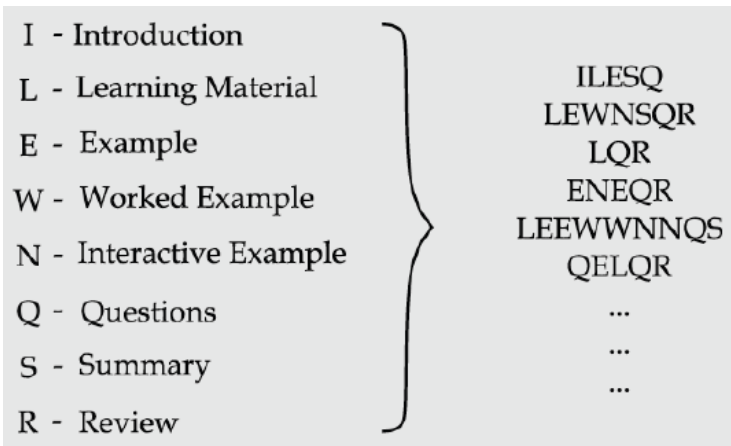 I - Introduction
L - Learning Material
E - Example
W - Worked Example
N - Interactive Example
Q - Questions
S - Summary
R - Review
ILESQ
LEWNSQR
LQR
ENEQR
LEEWWNNQS
QELQR
...
...
...